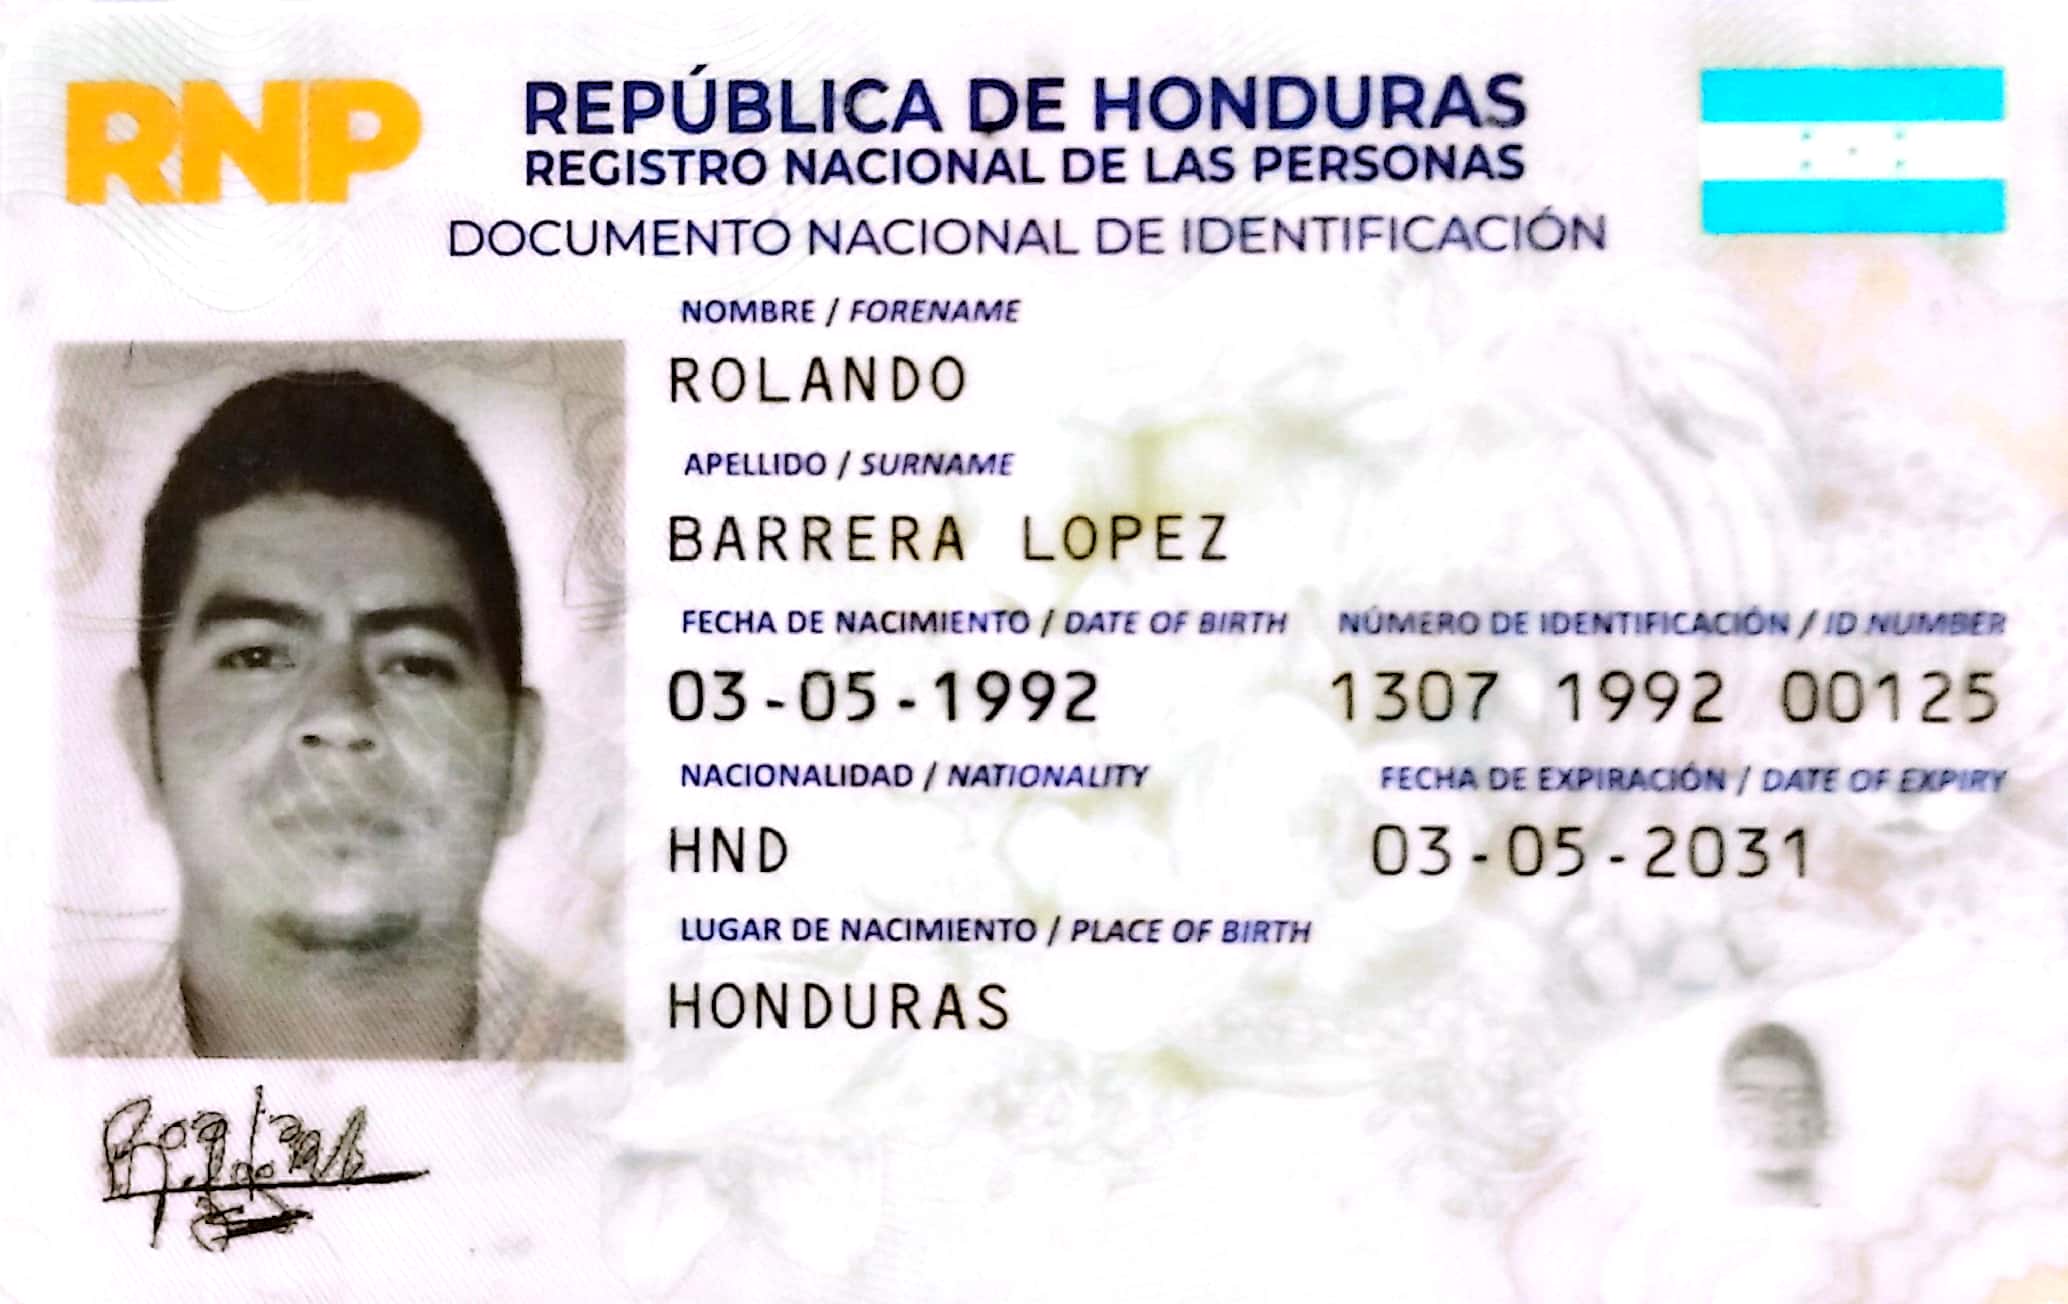 RNP
REPÚBLICA DE HONDURAS
REGISTRO NACIONAL DE LAS PERSONAS
DOCUMENTO NACIONAL DE IDENTIFICACIÓN
NOMBRE / FORENAME
ROLANDO
APELLIDO / SURNAME
BARRERA LOPEZ
FECHA DE NACIMIENTO / DATE OF BIRTH
03-05-1992
NÚMERO DE IDENTIFICACIÓN / ID NUMBER
1307 1992 00125
NACIONALIDAD / NATIONALITY
HND
FECHA DE EXPIRACIÓN / DATE OF EXPIRY
03-05-2031
LUGAR DE NACIMIENTO / PLACE OF BIRTH
HONDURAS